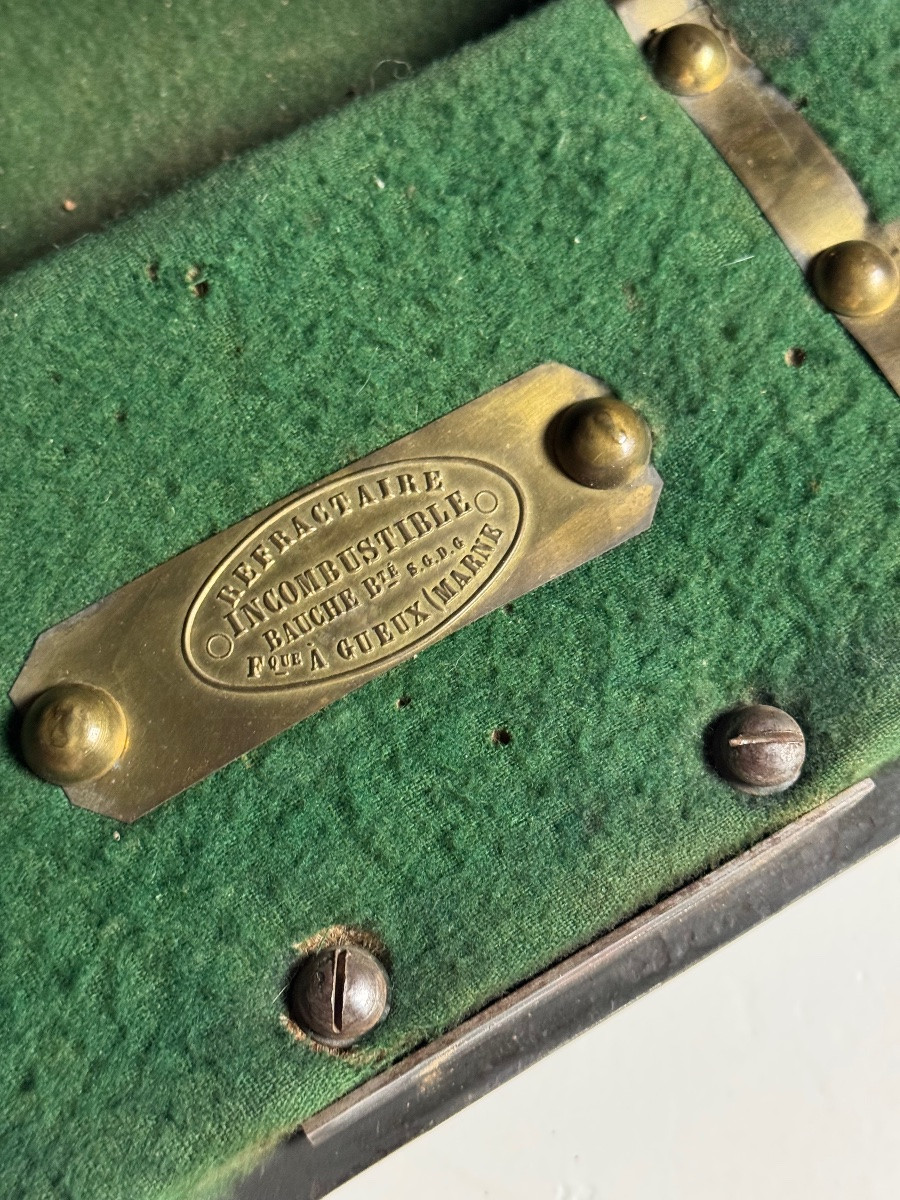 REFRACTAIRE
INCOMBUSTIBLE
BAUCHE BTÉ S.G.D.G
FQUE A GUEUX (MARNE